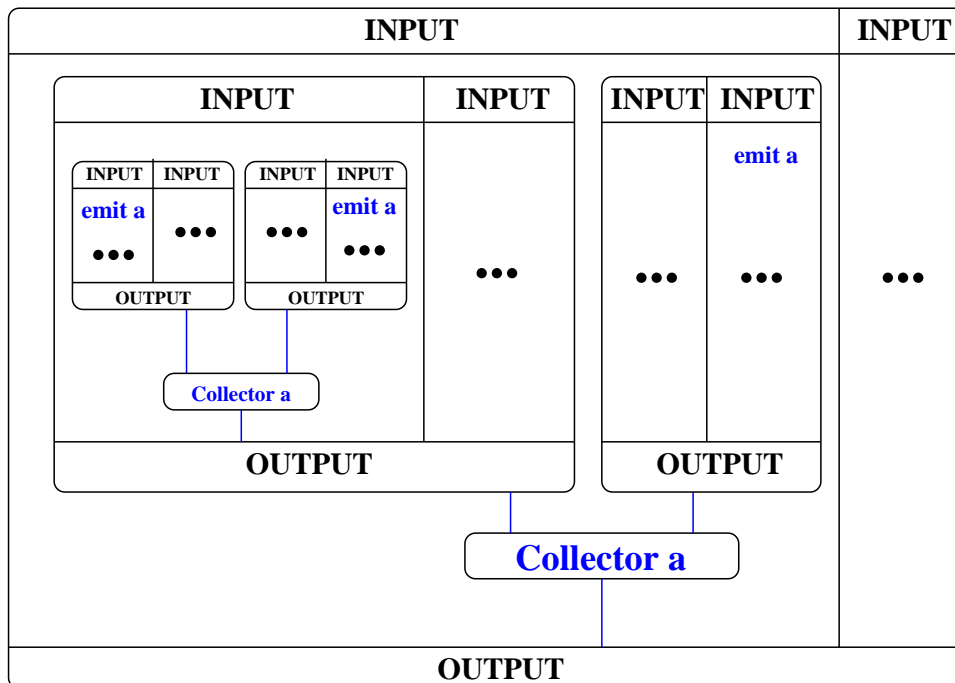 INPUT INPUT
INPUT INPUT INPUT INPUT
INPUT INPUT INPUT INPUT
emit a
emit a emit a
••• ••• ••• •••
••• ••• ••• •••
OUTPUT OUTPUT
Collector a
OUTPUT OUTPUT
Collector a
OUTPUT